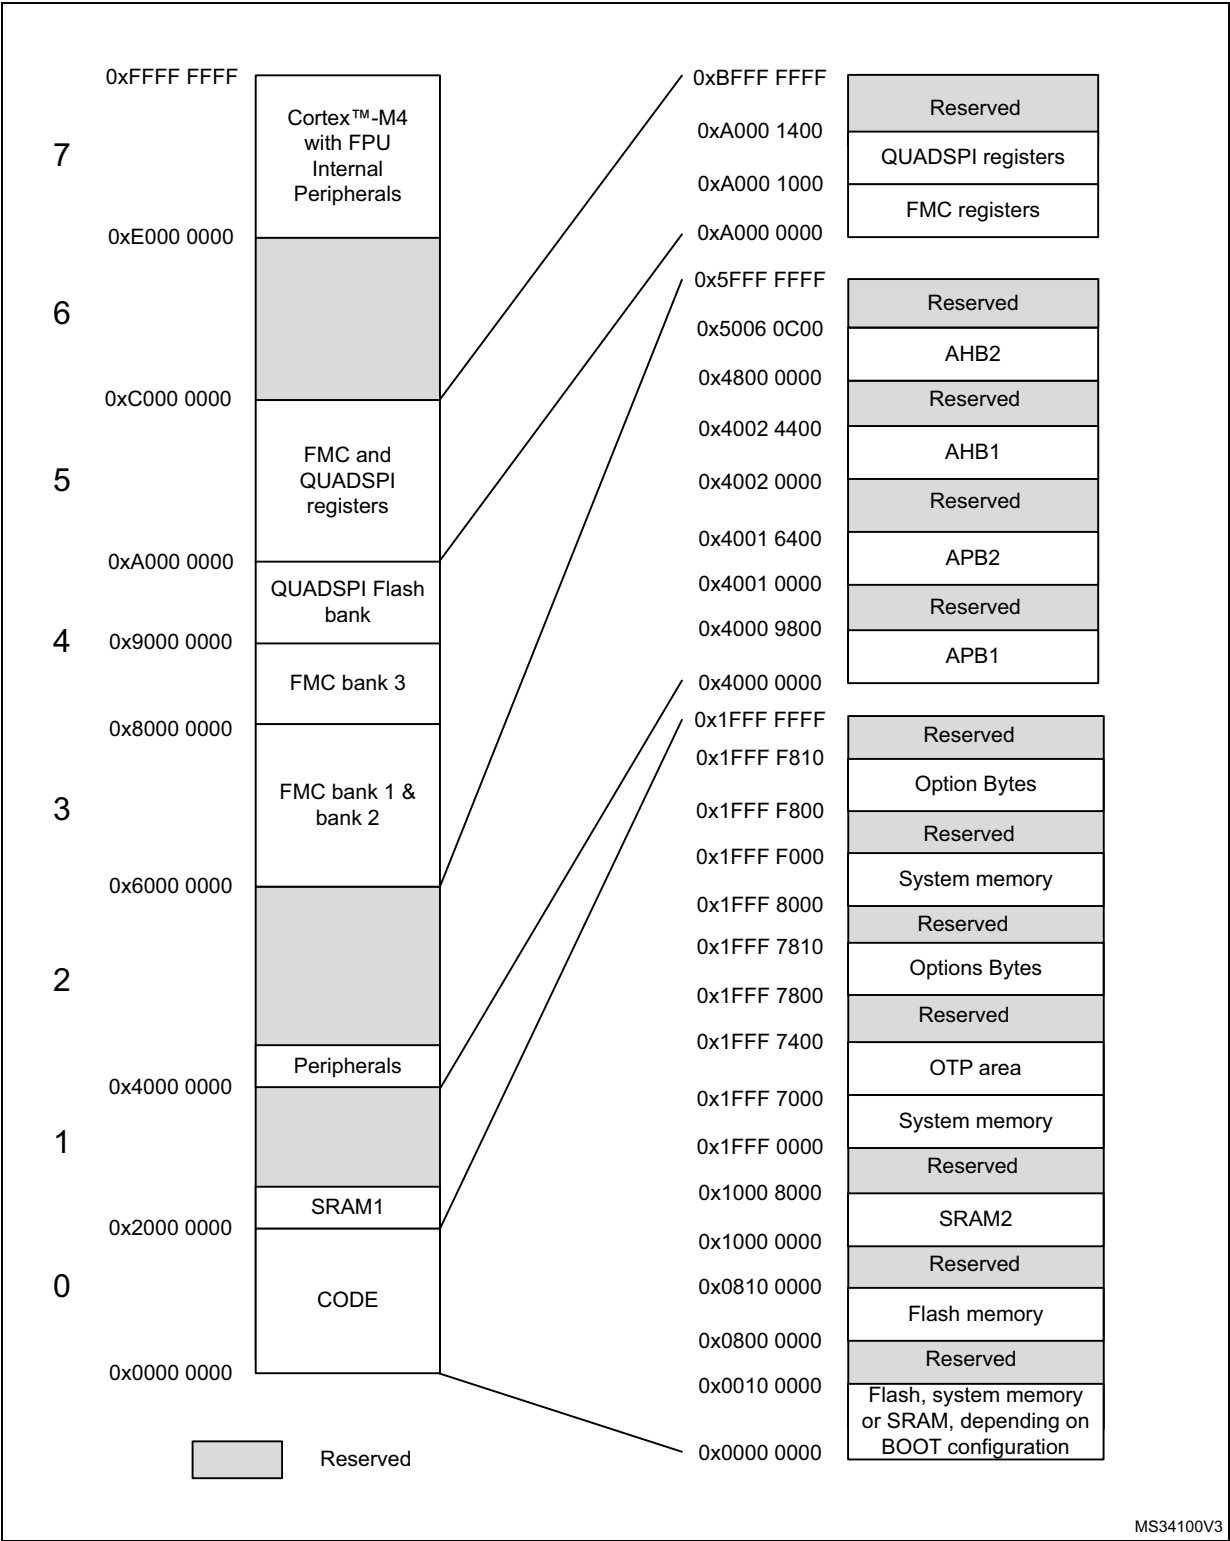 0xFFFF FFFF
Cortex™-M4
with FPU
Internal
Peripherals
7
0xE000 0000
6
0xC000 0000
FMC and
QUADSPI
registers
5
0xA000 0000
QUADSPI Flash
bank
4
0x9000 0000
FMC bank 3
0x8000 0000
FMC bank 1 &
bank 2
3
0x6000 0000
2
Peripherals
0x4000 0000
1
SRAM1
0x2000 0000
0
CODE
0x0000 0000
Reserved
0xBFFF FFFF
Reserved
0xA000 1400
QUADSPI registers
0xA000 1000
FMC registers
0xA000 0000
0x5FFF FFFF
Reserved
0x5006 0C00
AHB2
0x4800 0000
Reserved
0x4002 4400
AHB1
0x4002 0000
Reserved
0x4001 6400
APB2
0x4001 0000
Reserved
0x4000 9800
APB1
0x4000 0000
0x1FFF FFFF
Reserved
0x1FFF F810
Option Bytes
0x1FFF F800
Reserved
0x1FFF F000
System memory
0x1FFF 8000
Reserved
0x1FFF 7810
Options Bytes
0x1FFF 7800
Reserved
0x1FFF 7400
OTP area
0x1FFF 7000
System memory
0x1FFF 0000
Reserved
0x1000 8000
SRAM2
0x1000 0000
Reserved
0x0810 0000
Flash memory
0x0800 0000
Reserved
0x0010 0000
Flash, system memory
or SRAM, depending on
BOOT configuration
0x0000 0000
MS34100V3